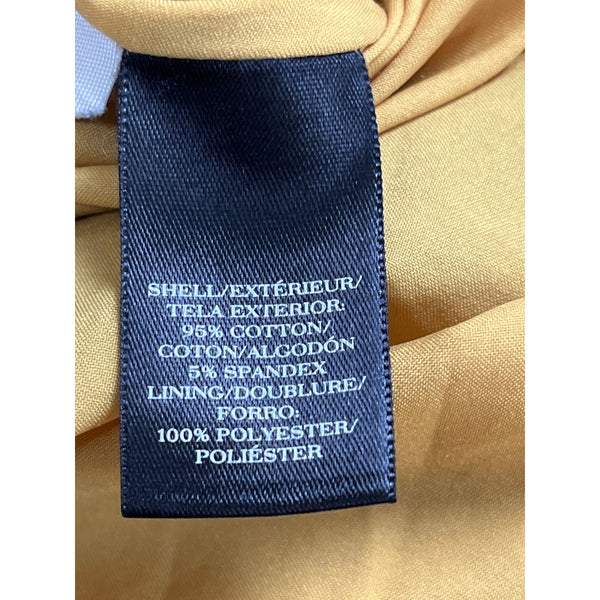 SHELL/EXTÉRIEUR/
TELA EXTERIOR:
95% COTTON/
COTON/ALGODÓN
5% SPANDEX
LINING/DOUBLURE/
FORRO:
100% POLYESTER/
POLIÉSTER